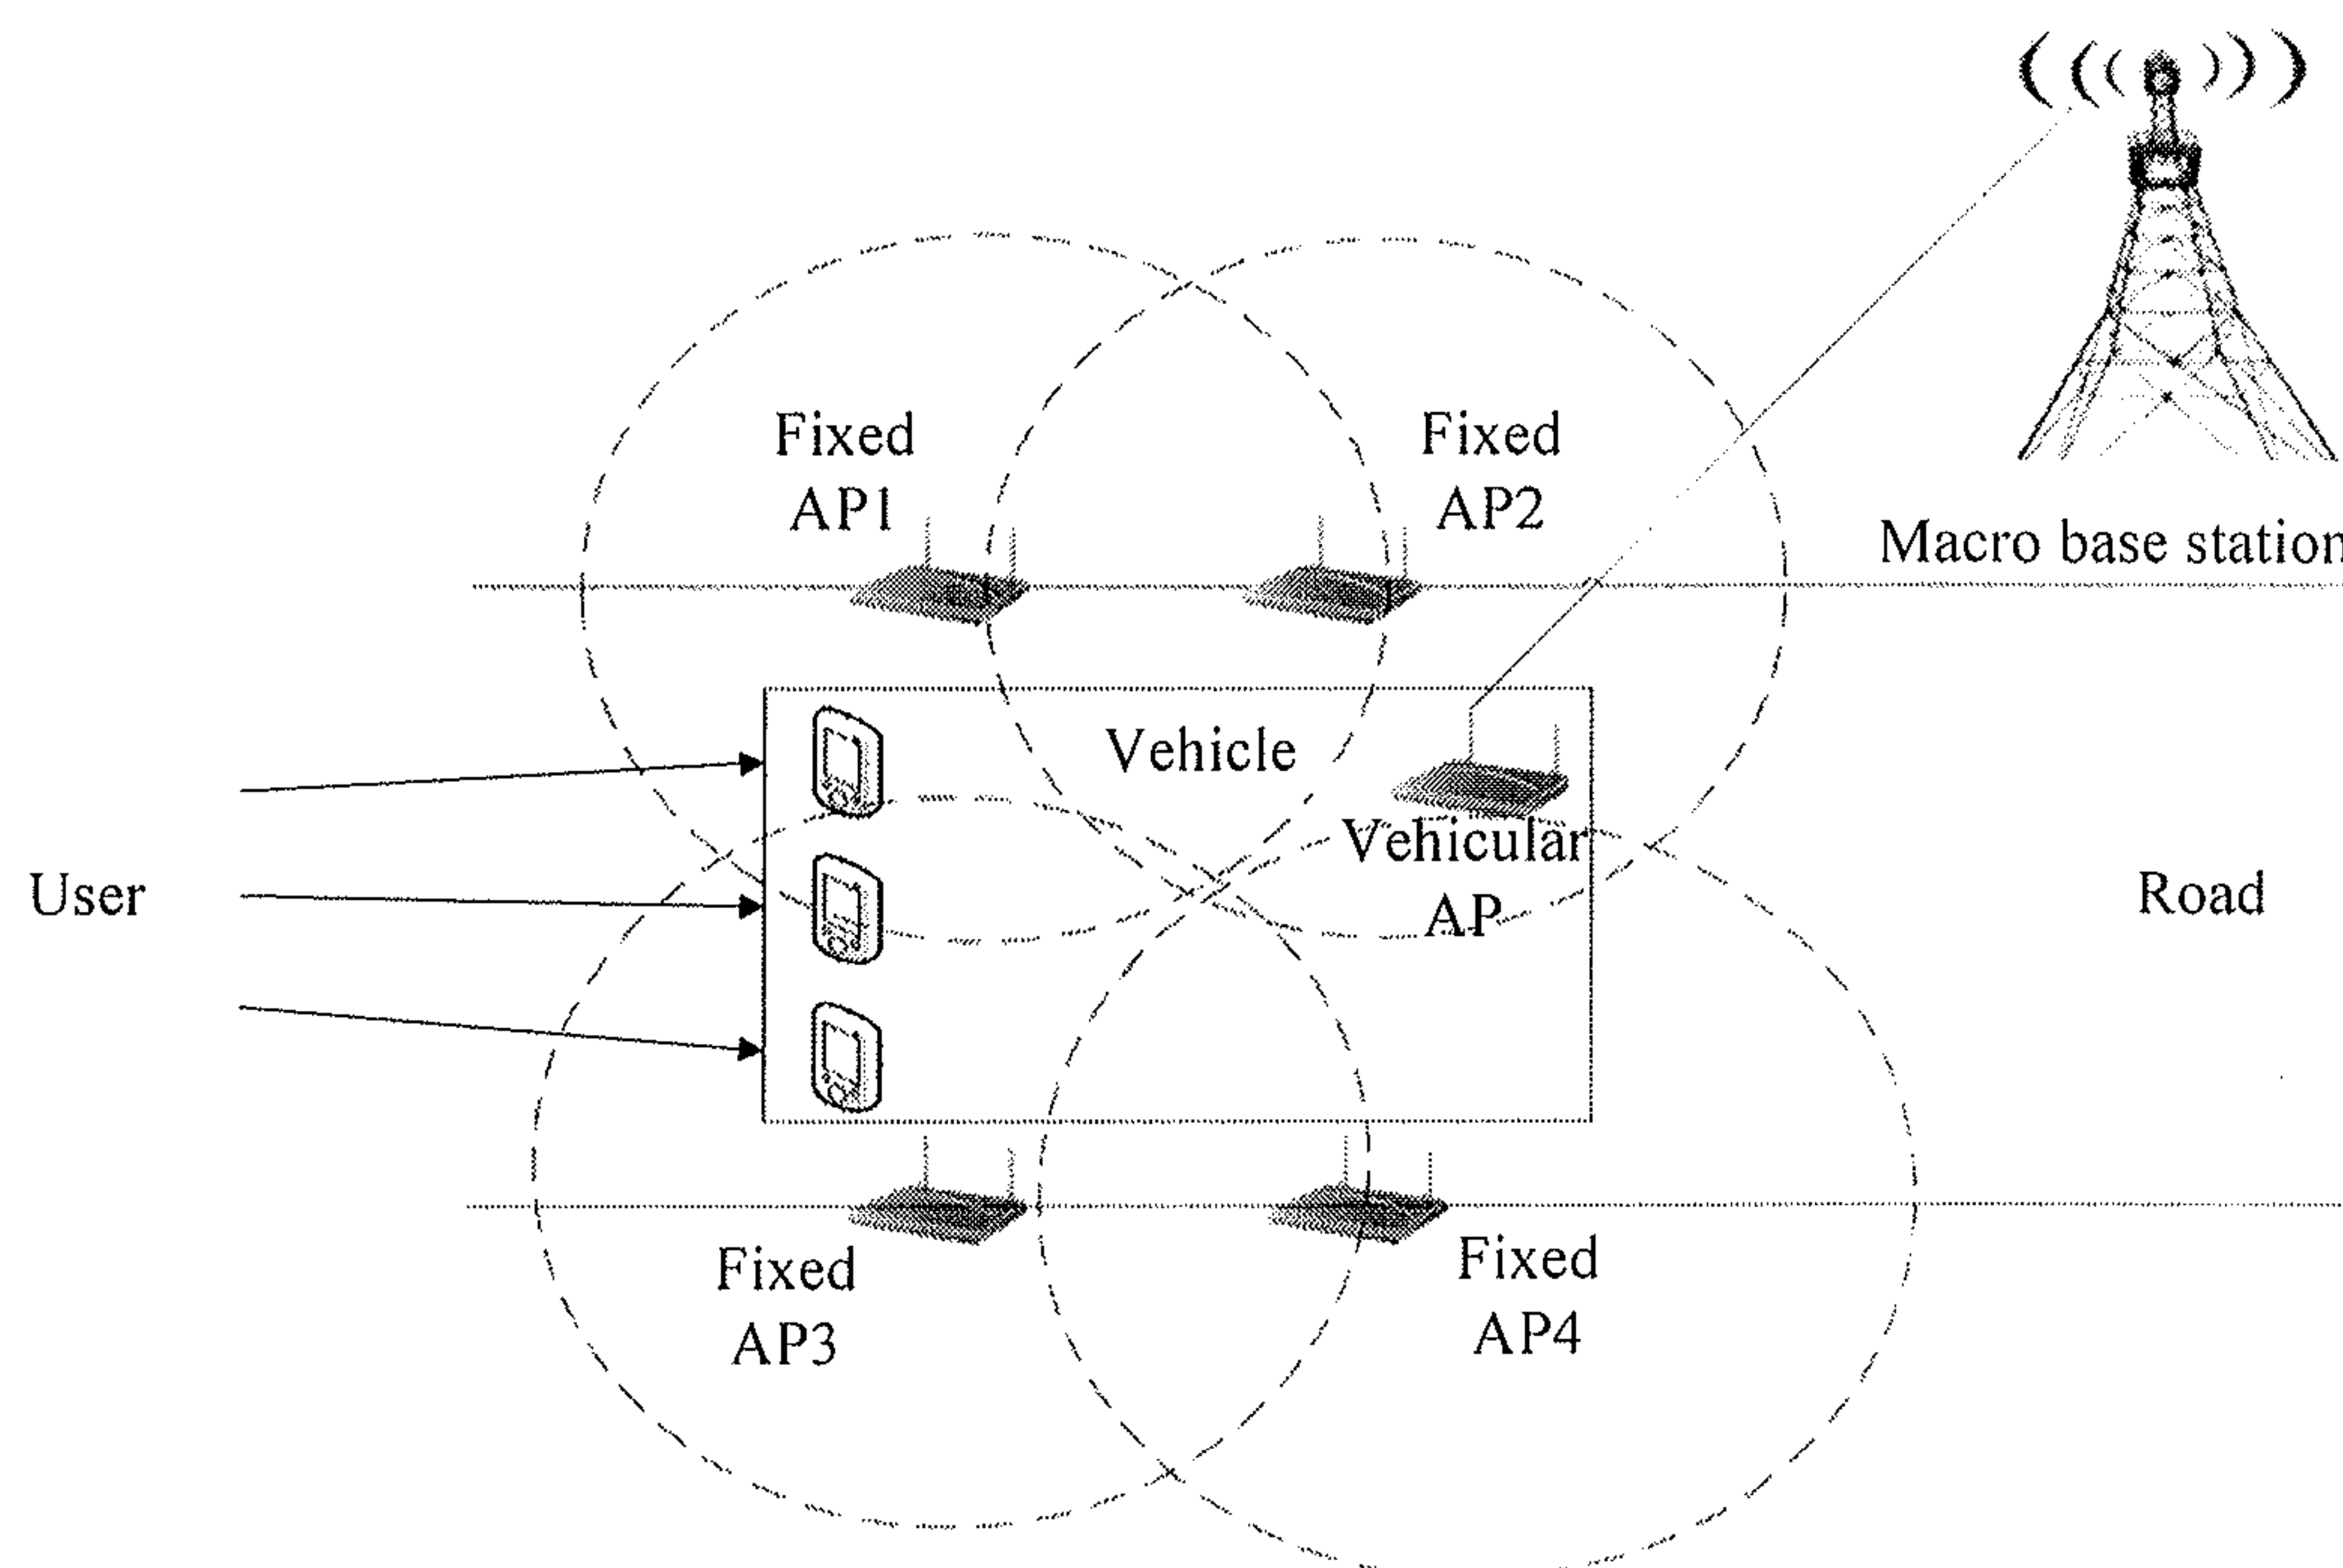 Fixed
AP1
Fixed
AP2
Macro base station
Vehicle
Vehicular
AP
User
Road
Fixed
AP3
Fixed
AP4